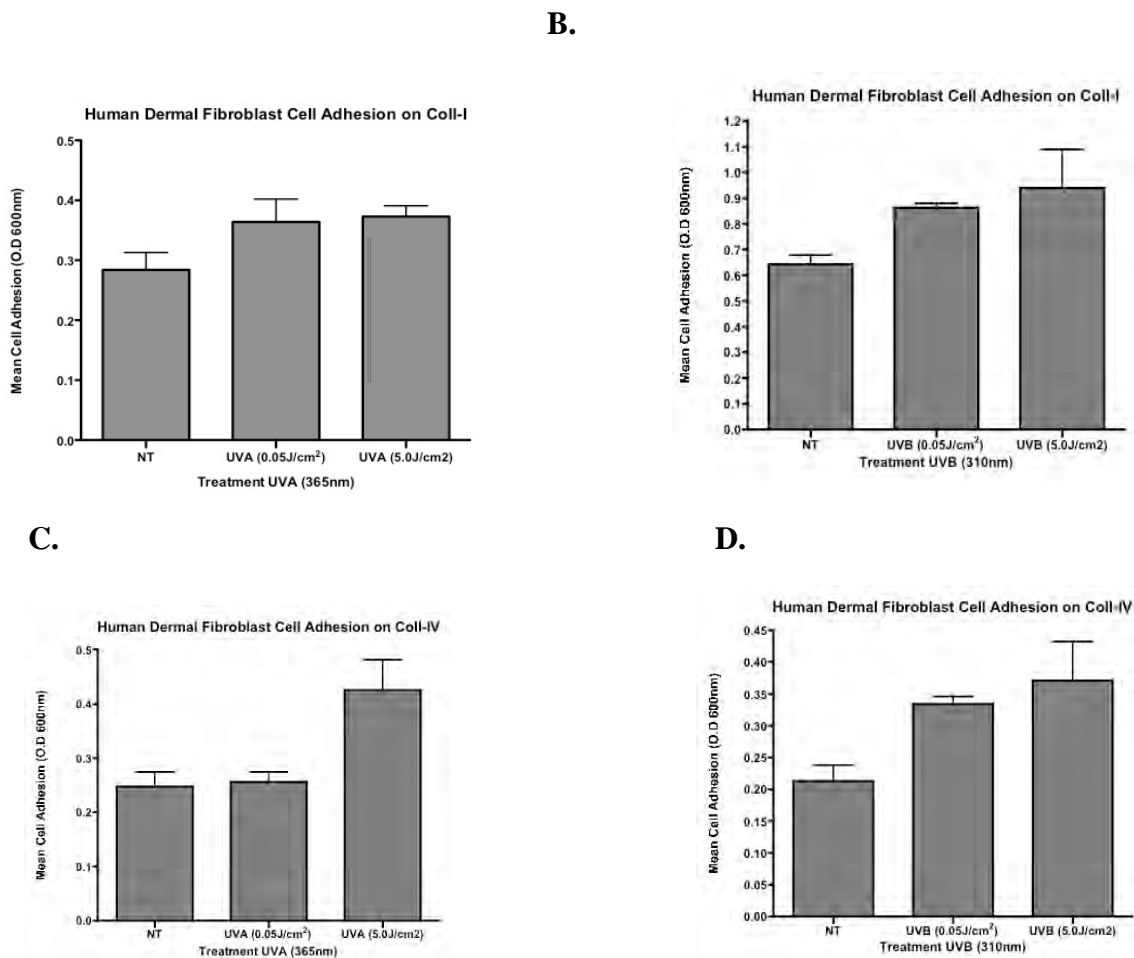 B.
Human Dermal Fibroblast Cell Adhesion on Coll-I
Mean Cell Adhesion (O.D 600nm)
0.5
0.4
0.3
0.2
0.1
0.0
NT
UVA (0.05J/cm²)
UVA (5.0J/cm2)
Treatment UVA (365nm)
Human Dermal Fibroblast Cell Adhesion on Coll-I
Mean Cell Adhesion (O.D 600nm)
1.2
1.1
1.0
0.9
0.8
0.7
0.6
0.5
0.4
0.3
0.2
0.1
0.0
NT
UVB (0.05J/cm²)
UVB (5.0J/cm2)
Treatment UVB (310nm)
C.
Human Dermal Fibroblast Cell Adhesion on Coll-IV
Mean Cell Adhesion (O.D 600nm)
0.5
0.4
0.3
0.2
0.1
0.0
NT
UVA (0.05J/cm²)
UVA (5.0J/cm2)
Treatment UVA (365nm)
D.
Human Dermal Fibroblast Cell Adhesion on Coll-IV
Mean Cell Adhesion (O.D 600nm)
0.45
0.40
0.35
0.30
0.25
0.20
0.15
0.10
0.05
0.00
NT
UVB (0.05J/cm²)
UVB (5.0J/cm2)
Treatment UVB (310nm)